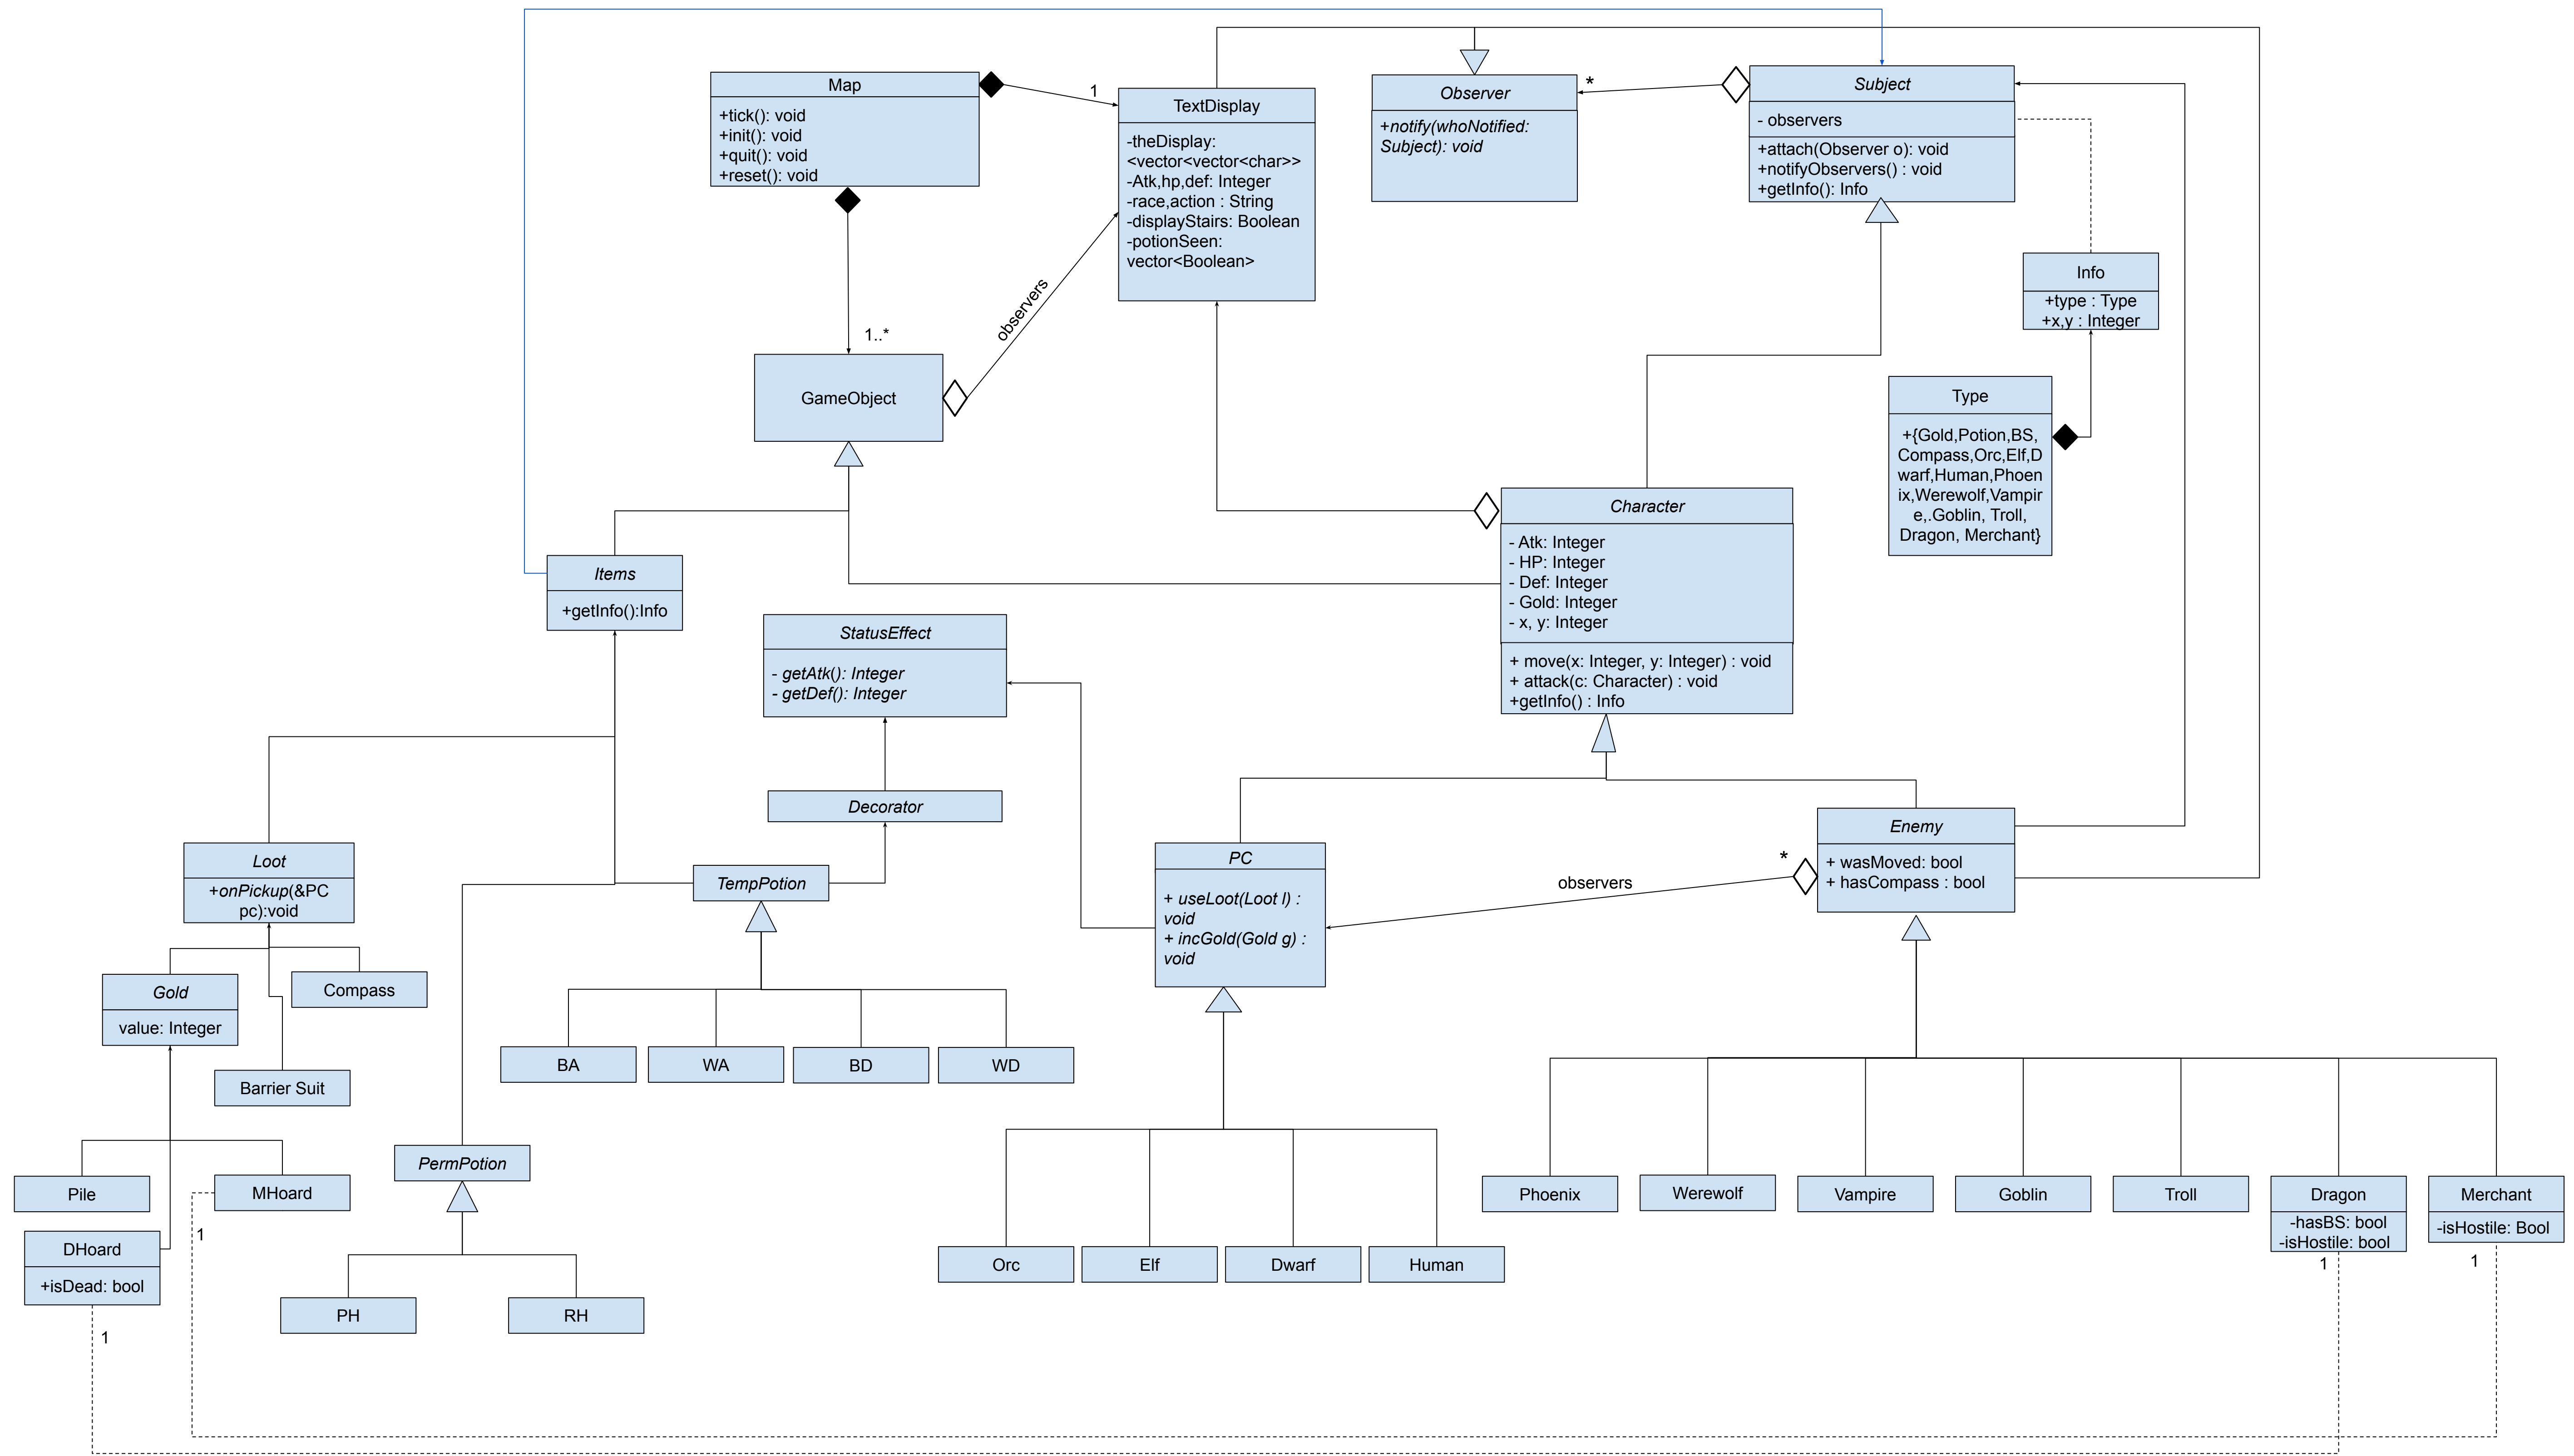 Map
+tick(): void
+init(): void
+quit(): void
+reset(): void
1
TextDisplay
-theDisplay:
<vector<vector<char>>
-Atk,hp,def: Integer
-race,action : String
-displayStairs: Boolean
-potionSeen:
vector<Boolean>
Observer
+notify(whoNotified:
Subject): void
*
Subject
- observers
+attach(Observer o): void
+notifyObservers() : void
+getInfo(): Info
Info
+type : Type
+x,y : Integer
1..*
observers
GameObject
Type
+{Gold,Potion,BS,
Compass,Orc,Elf,D
warf,Human,Phoen
ix,Werewolf,Vampir
e,.Goblin, Troll,
Dragon, Merchant}
Character
- Atk: Integer
- HP: Integer
- Def: Integer
- Gold: Integer
- x, y: Integer
+ move(x: Integer, y: Integer) : void
+ attack(c: Character) : void
+getInfo() : Info
Items
+getInfo():Info
StatusEffect
- getAtk(): Integer
- getDef(): Integer
Decorator
Loot
+onPickup(&PC
pc):void
TempPotion
PC
+ useLoot(Loot l) :
void
+ incGold(Gold g) :
void
observers
*
Enemy
+ wasMoved: bool
+ hasCompass : bool
Gold
value: Integer
Compass
Barrier Suit
BA
WA
BD
WD
PermPotion
Pile
MHoard
1
DHoard
+isDead: bool
1
PH
RH
Orc
Elf
Dwarf
Human
Phoenix
Werewolf
Vampire
Goblin
Troll
Dragon
-hasBS: bool
-isHostile: bool
1
Merchant
-isHostile: Bool
1